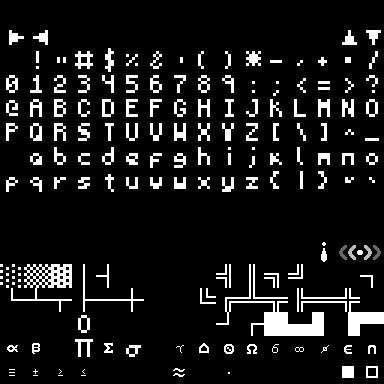 ► ◄ ▲ ▼
! " # $ % & ' ( ) * - , + . /
0 1 2 3 4 5 6 7 8 9 : ; < = > ?
@ A B C D E F G H I J K L M N O
P Q R S T U V W X Y Z [ \ ] ^ _
a b c d e f g h i j k l m n o
p q r s t u v w x y z { | }
0
α β Π Σ σ τ Ω ∞ ∈ ∩
≡ ± ≥ ≤ ≈ · ■ □